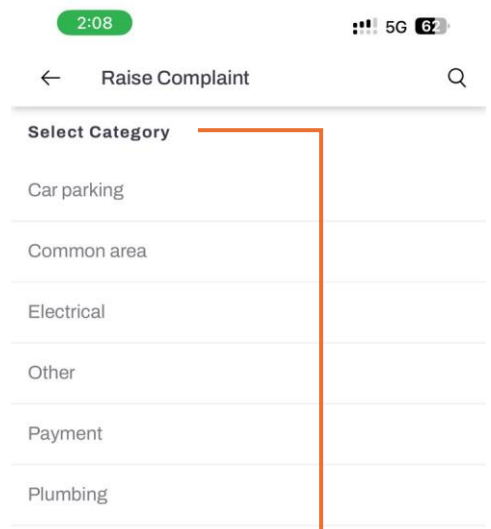 2:08 5G 62
Raise Complaint
Select Category
Car parking
Common area
Electrical
Other
Payment
Plumbing